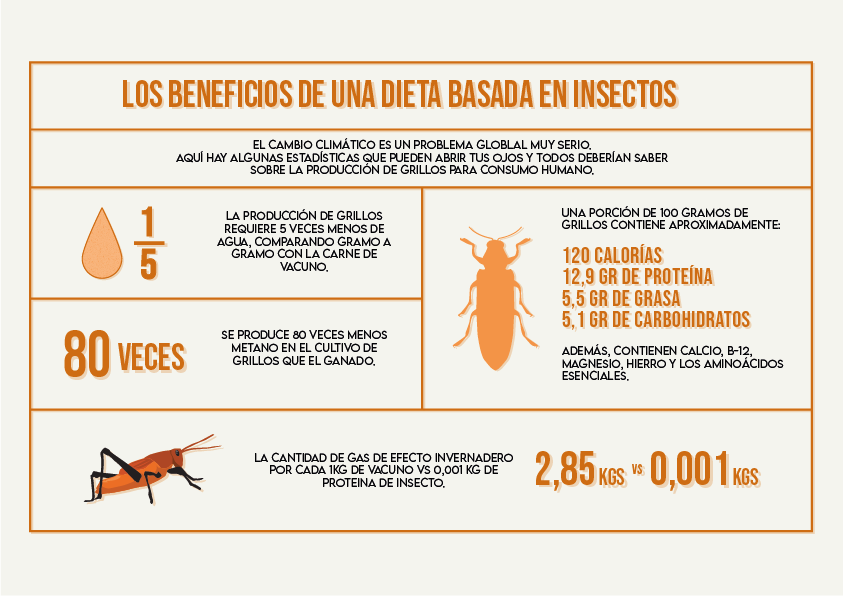 LOS BENEFICIOS DE UNA DIETA BASADA EN INSECTOS
EL CAMBIO CLIMÁTICO ES UN PROBLEMA GLOBLAL MUY SERIO.
AQUÍ HAY ALGUNAS ESTADÍSTICAS QUE PUEDEN ABRIR TUS OJOS Y TODOS DEBERÍAN SABER
SOBRE LA PRODUCCIÓN DE GRILLOS PARA CONSUMO HUMANO.
1
5
LA PRODUCCIÓN DE GRILLOS
REQUIERE 5 VECES MENOS DE
AGUA, COMPARANDO GRAMO A
GRAMO CON LA CARNE DE
VACUNO.
80 VECES
SE PRODUCE 80 VECES MENOS
METANO EN EL CULTIVO DE
GRILLOS QUE EL GANADO.
UNA PORCIÓN DE 100 GRAMOS DE
GRILLOS CONTIENE APROXIMADAMENTE:
120 CALORÍAS
12,9 GR DE PROTEÍNA
5,5 GR DE GRASA
5,1 GR DE CARBOHIDRATOS
ADEMÁS, CONTIENEN CALCIO, B-12,
MAGNESIO, HIERRO Y LOS AMINOÁCIDOS
ESENCIALES.
LA CANTIDAD DE GAS DE EFECTO INVERNADERO
POR CADA 1KG DE VACUNO VS 0,001 KG DE
PROTEINA DE INSECTO.
2,85 KGS VS 0,001 KGS